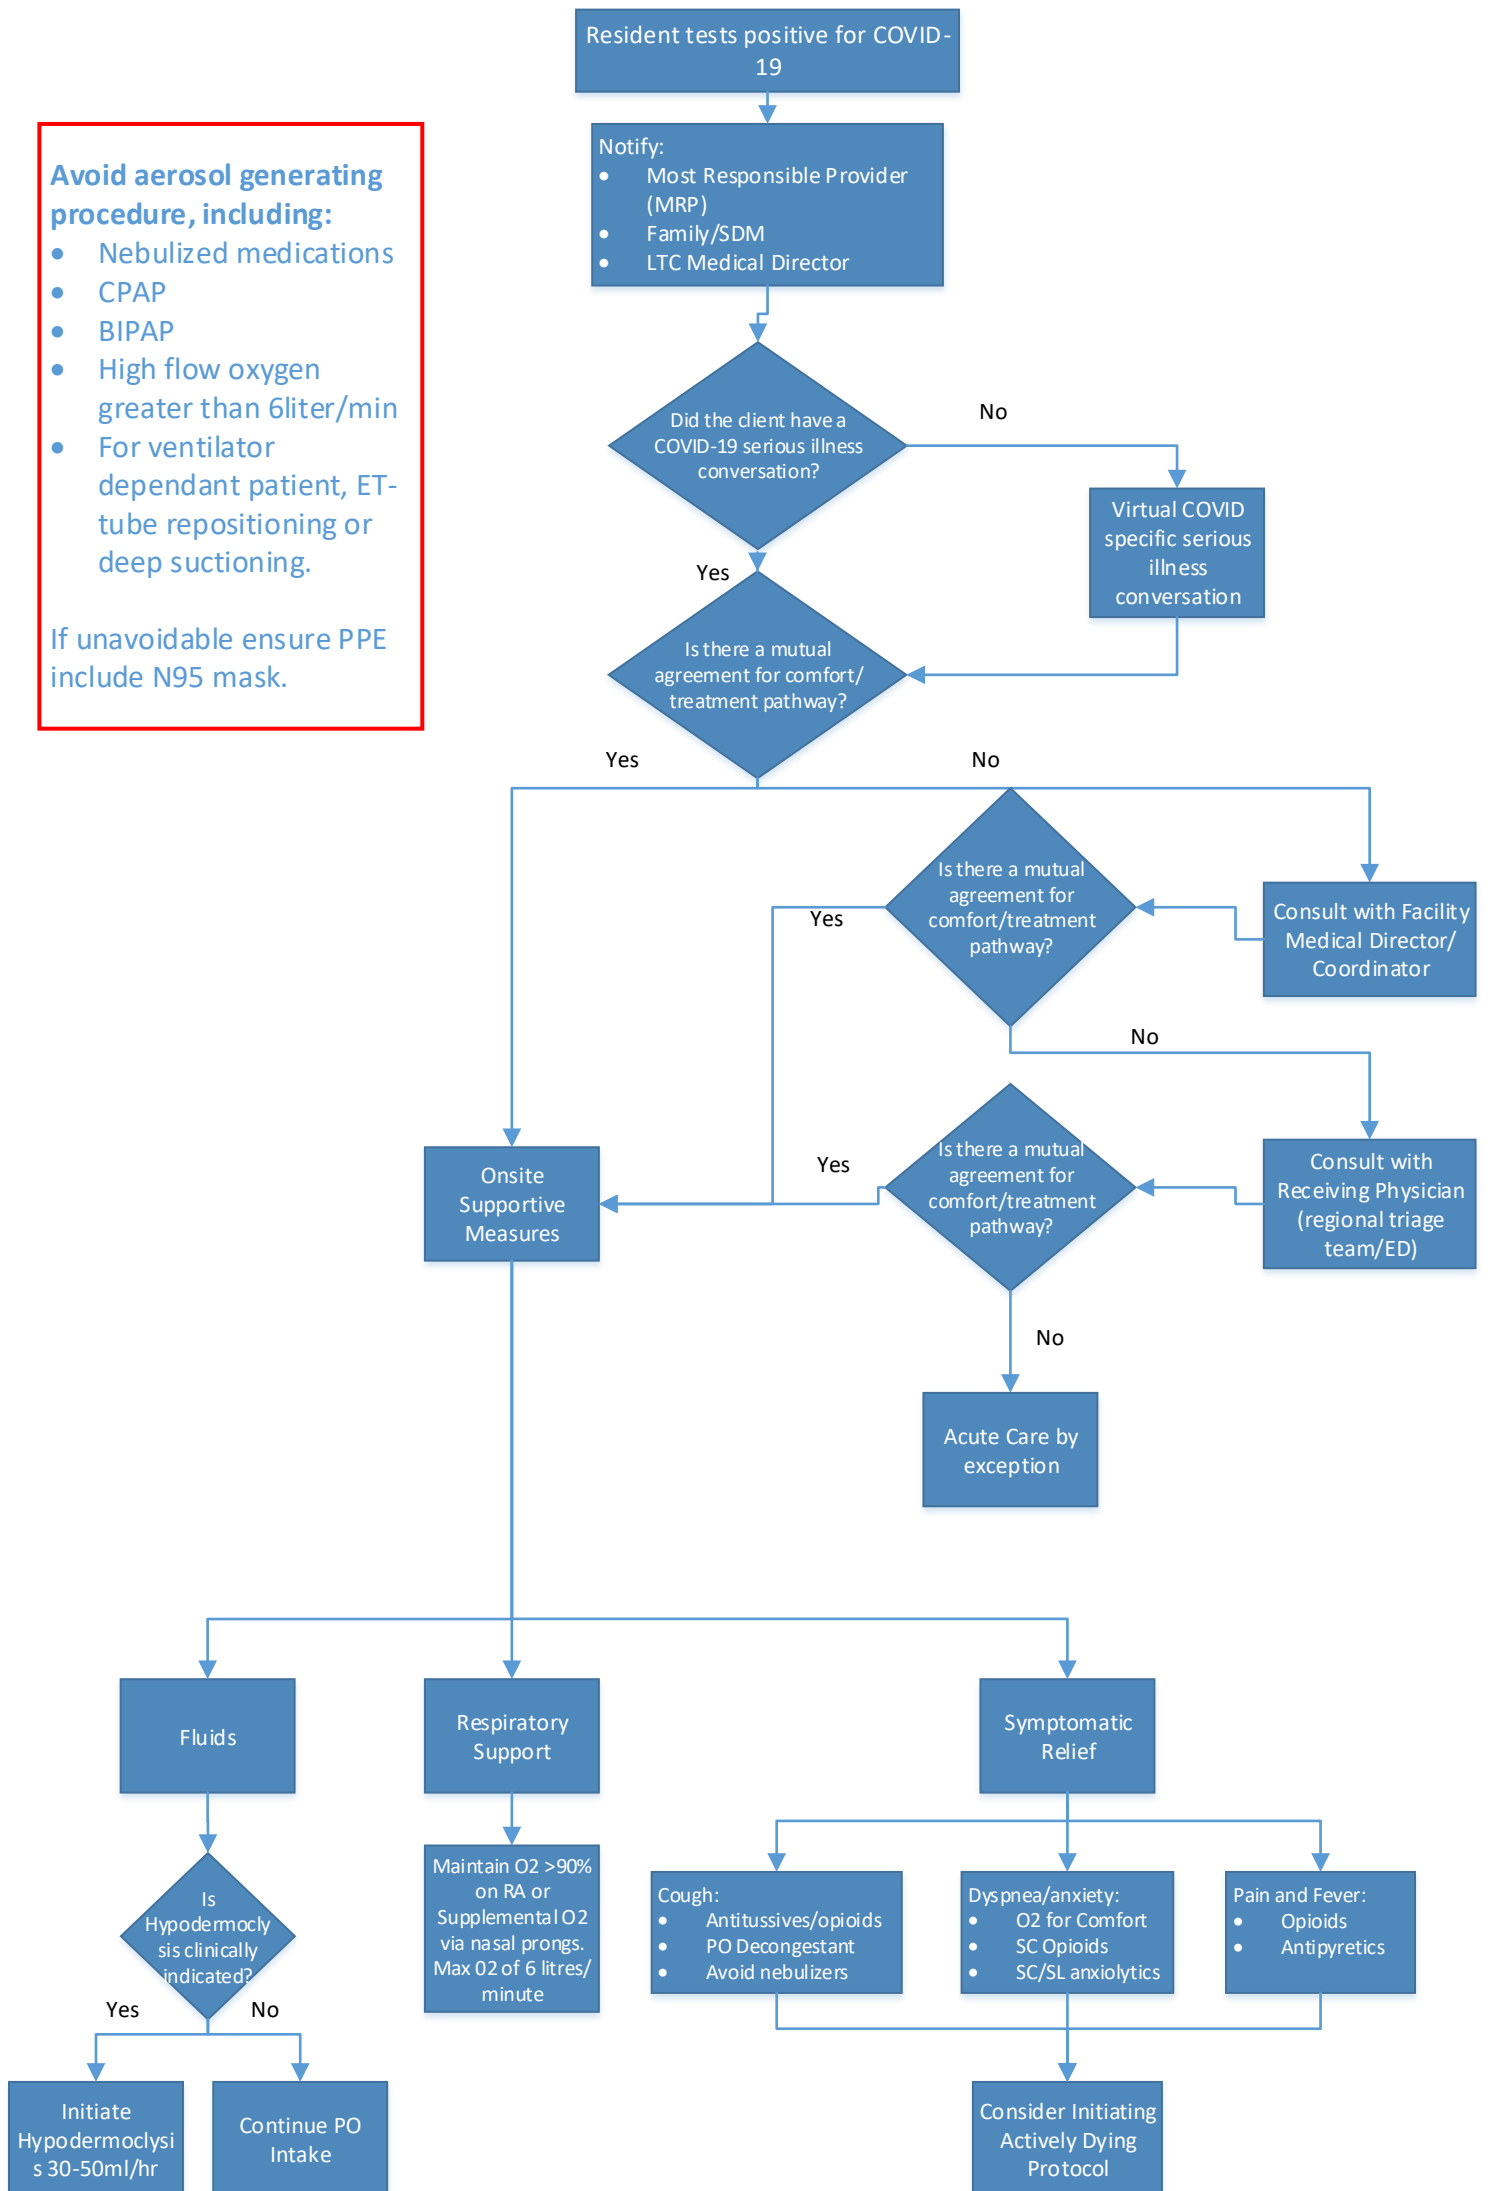 Resident tests positive for COVID-
19
Avoid aerosol generating
procedure, including:
• Nebulized medications
• CPAP
• BIPAP
• High flow oxygen
greater than 6liter/min
• For ventilator
dependant patient, ET-
tube repositioning or
deep suctioning.
If unavoidable ensure PPE
include N95 mask.
Notify:
• Most Responsible Provider
(MRP)
• Family/SDM
• LTC Medical Director
Did the client have a
COVID-19 serious illness
conversation?
No
Virtual COVID
specific serious
illness
conversation
Yes
Is there a mutual
agreement for comfort/
treatment pathway?
Yes
No
Is there a mutual
agreement for
comfort/treatment
pathway?
Consult with Facility
Medical Director/
Coordinator
Yes
No
Is there a mutual
agreement for
comfort/treatment
pathway?
Consult with
Receiving Physician
(regional triage
team/ED)
Yes
Onsite
Supportive
Measures
No
Acute Care by
exception
Fluids
Respiratory
Support
Symptomatic
Relief
Is
Hypodermocly
sis clinically
indicated?
Yes
No
Initiate
Hypodermoclysi
s 30-50ml/hr
Continue PO
Intake
Maintain O2 >90%
on RA or
Supplemental O2
via nasal prongs.
Max 02 of 6 litres/
minute
Cough:
• Antitussives/opioids
• PO Decongestant
• Avoid nebulizers
Dyspnea/anxiety:
• O2 for Comfort
• SC Opioids
• SC/SL anxiolytics
Pain and Fever:
• Opioids
• Antipyretics
Consider Initiating
Actively Dying
Protocol